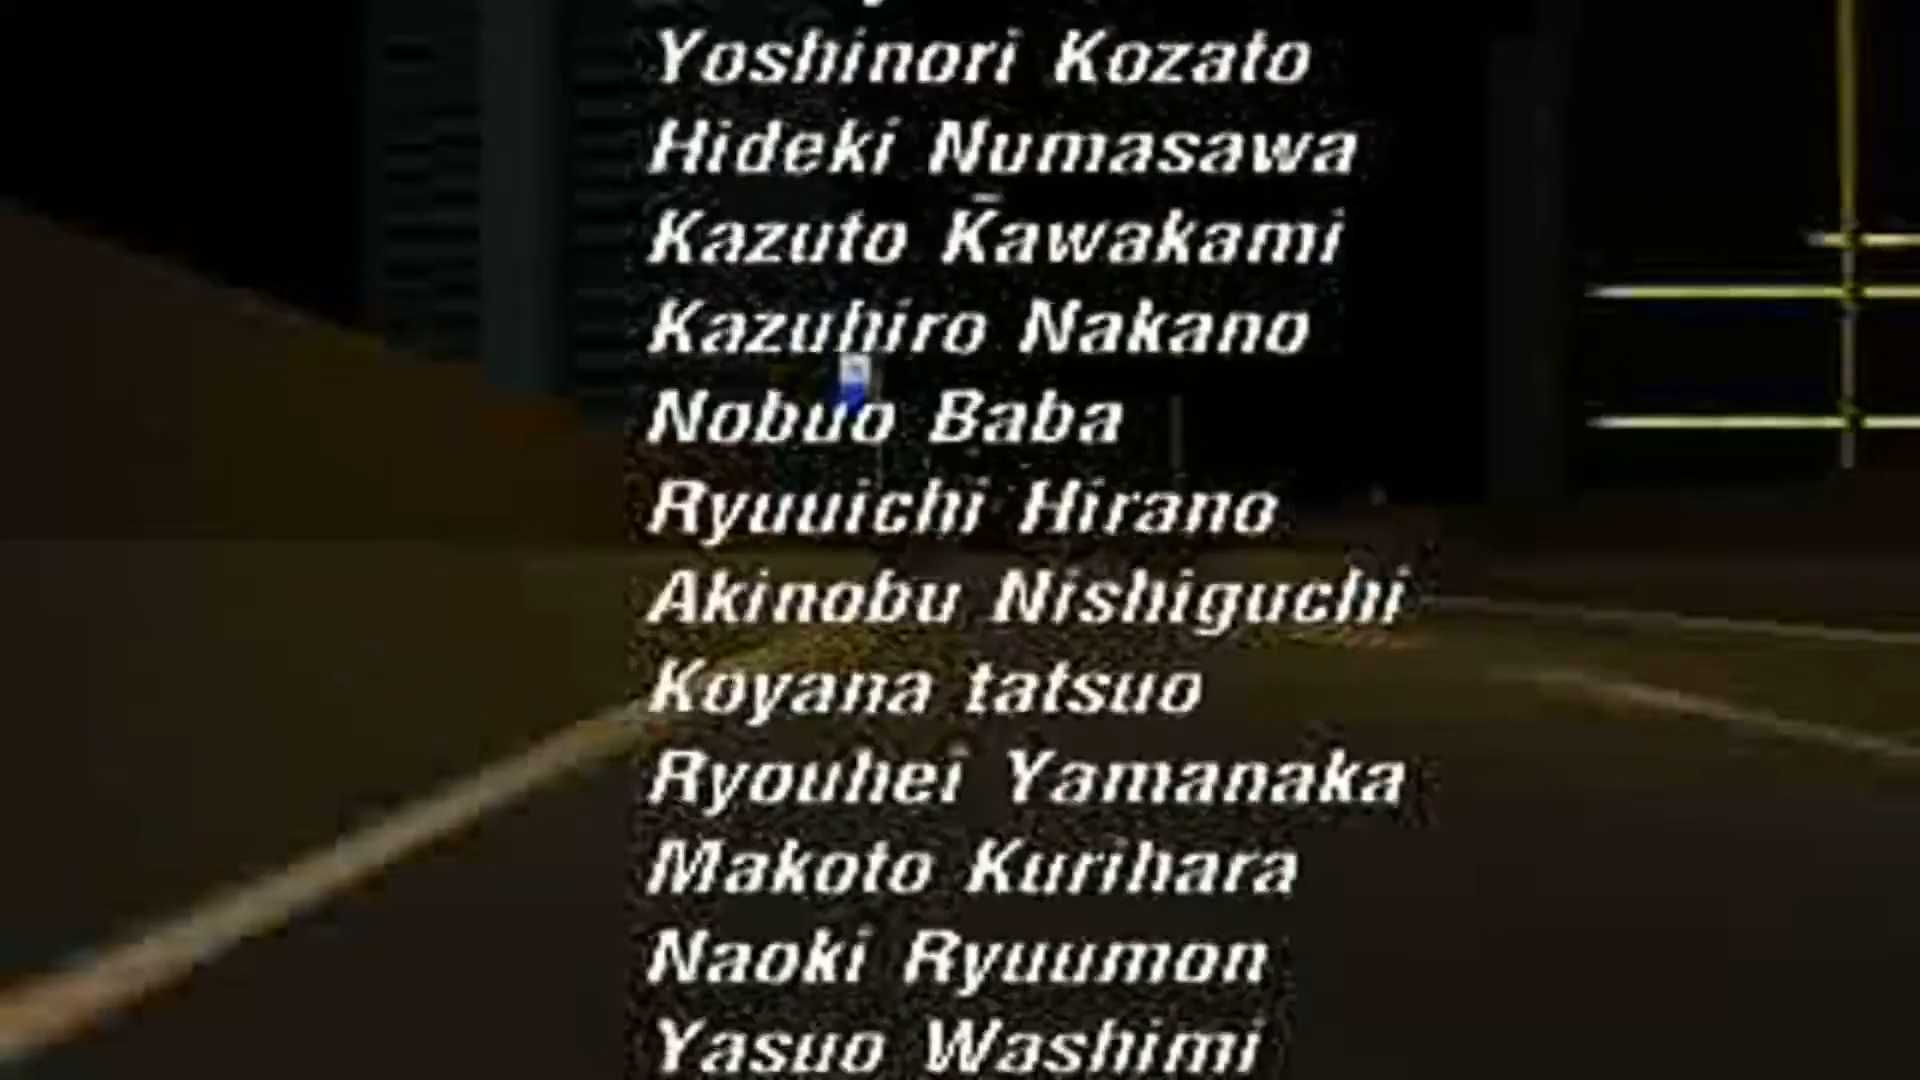 Yoshinori Kozato
Hideki Numasawa
Kazuto Kawakami
Kazuhiro Nakano
Nobuo Baba
Ryuuichi Hirano
Akinobu Nishiguchi
Koyana tatsuo
Ryouhei Yamanaka
Makoto Kurihara
Naoki Ryuumon
Yasuo Washimi